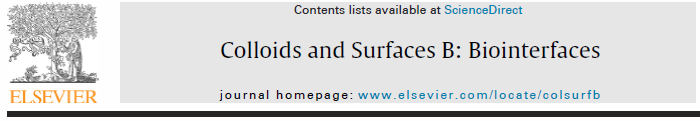 Contents lists available at ScienceDirect
Colloids and Surfaces B: Biointerfaces
journal homepage: www.elsevier.com/locate/colsurfb
ELSEVIER